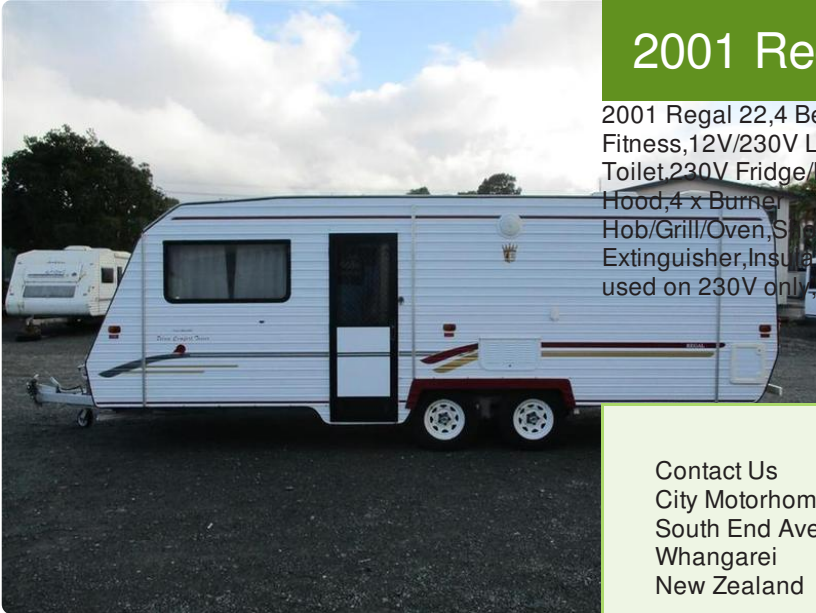 2001 Re
2001 Regal 22,4 Be
Fitness,12V/230V L
Toilet,230V Fridge/
Hood,4 x Burner
Hob/Grill/Oven,
Extinguisher,Insula
used on 230V only,
REGAL
Contact Us
City Motorhom
South End Ave
Whangarei
New Zealand